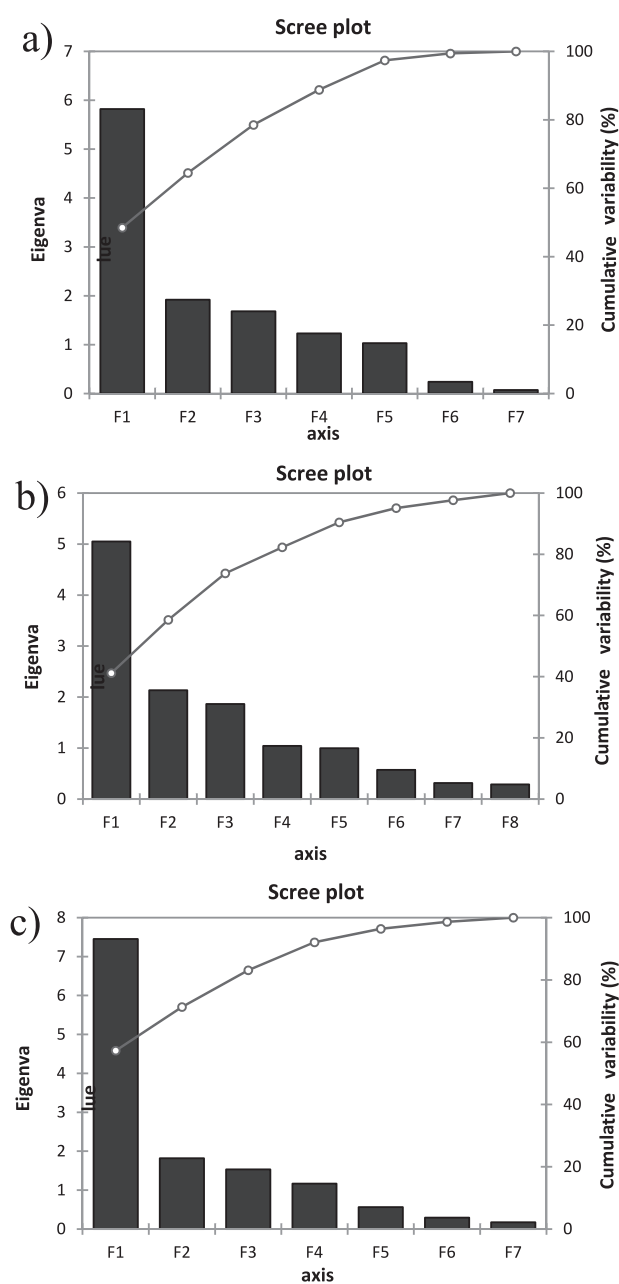 a)
Scree plot
7
6
5
4
3
2
1
0
Eigenva
lue
100
80
60
40
20
0
Cumulative variability (%)
F1 F2 F3 F4 F5 F6 F7
axis
b)
Scree plot
6
5
4
3
2
1
0
Eigenva
lue
100
80
60
40
20
0
Cumulative variability (%)
F1 F2 F3 F4 F5 F6 F7 F8
axis
c)
Scree plot
8
7
6
5
4
3
2
1
0
Eigenva
lue
100
80
60
40
20
0
Cumulative variability (%)
F1 F2 F3 F4 F5 F6 F7
axis